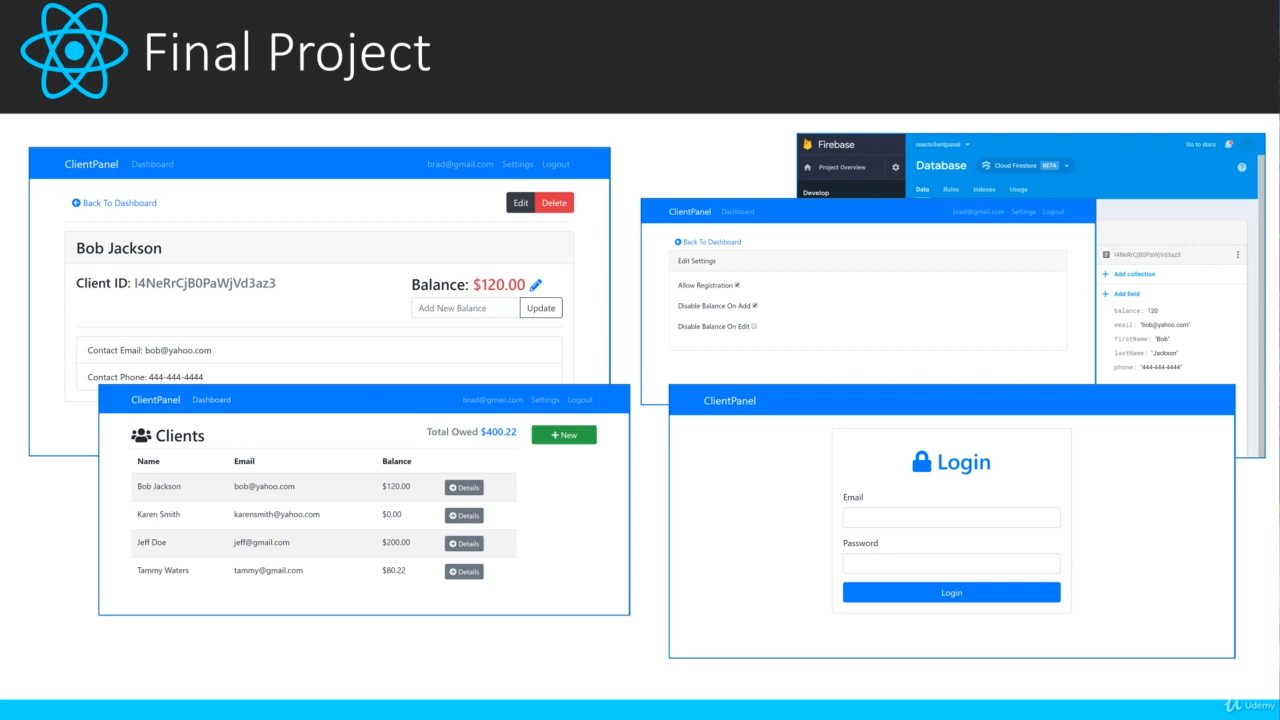 Final Project
ClientPanel Dashboard brad@gmail.com Settings Logout
Back To Dashboard Edit Delete
Bob Jackson
Client ID: I4NeRrCjB0PaWjVd3az3 Balance: $120.00
Add New Balance Update
Contact Email: bob@yahoo.com
Contact Phone: 444-444-4444
ClientPanel Dashboard brad@gmail.com Settings Logout
Clients Total Owed $400.22 New
Name Email Balance
Bob Jackson bob@yahoo.com $120.00 Details
Karen Smith karensmith@yahoo.com $0.00 Details
Jeff Doe jeff@gmail.com $200.00 Details
Tammy Waters tammy@gmail.com $80.22 Details
Firebase reactclientpanel Go to docs
Project Overview Database Cloud Firestore BETA
Develop Data Rules Indexes Usage
ClientPanel Dashboard brad@gmail.com Settings Logout
Back To Dashboard
Edit Settings
Allow Registration
Disable Balance On Add
Disable Balance On Edit
I4NeRrCjB0PaWjVd3az3
Add collection
Add field
balance: 120
email: "bob@yahoo.com"
firstName: "Bob"
lastName: "Jackson"
phone: "444-444-4444"
ClientPanel
Login
Email
Password
Login
Udemy